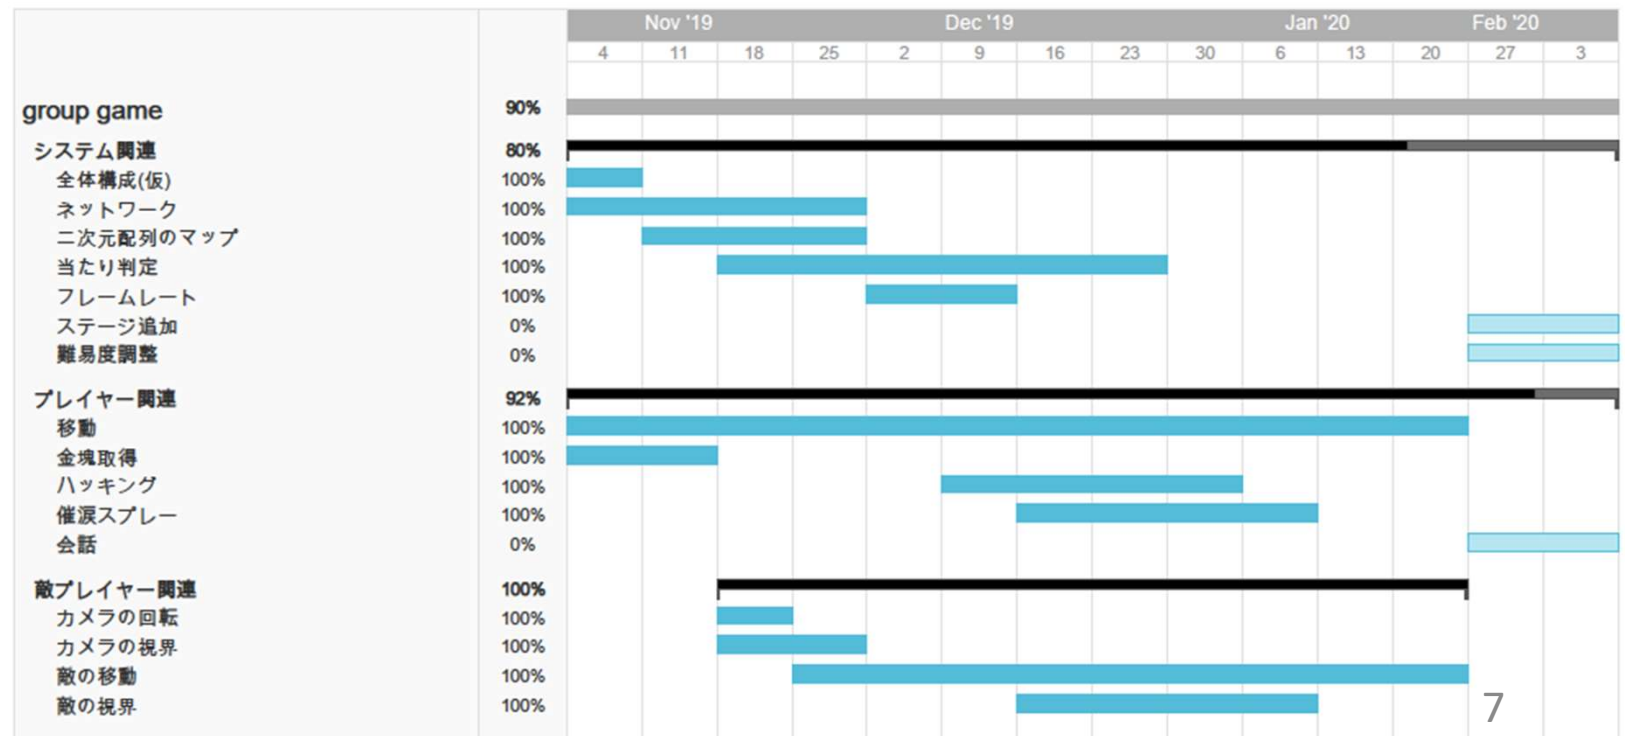 Nov '19 Dec '19 Jan '20 Feb '20
4 11 18 25 2 9 16 23 30 6 13 20 27 3
group game 90%
システム関連 80%
全体構成(仮) 100%
ネットワーク 100%
二次元配列のマップ 100%
当たり判定 100%
フレームレート 100%
ステージ追加 0%
難易度調整 0%
プレイヤー関連 92%
移動 100%
金塊取得 100%
ハッキング 100%
催涙スプレー 100%
会話 0%
敵プレイヤー関連 100%
カメラの回転 100%
カメラの視界 100%
敵の移動 100%
敵の視界 100%
7